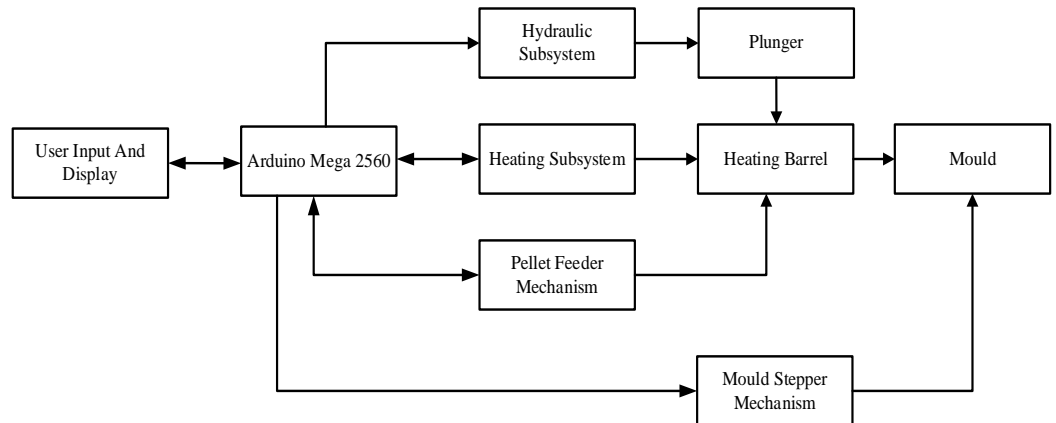 Hydraulic
Subsystem
Plunger
User Input And
Display
Arduino Mega 2560
Heating Subsystem
Heating Barrel
Mould
Pellet Feeder
Mechanism
Mould Stepper
Mechanism